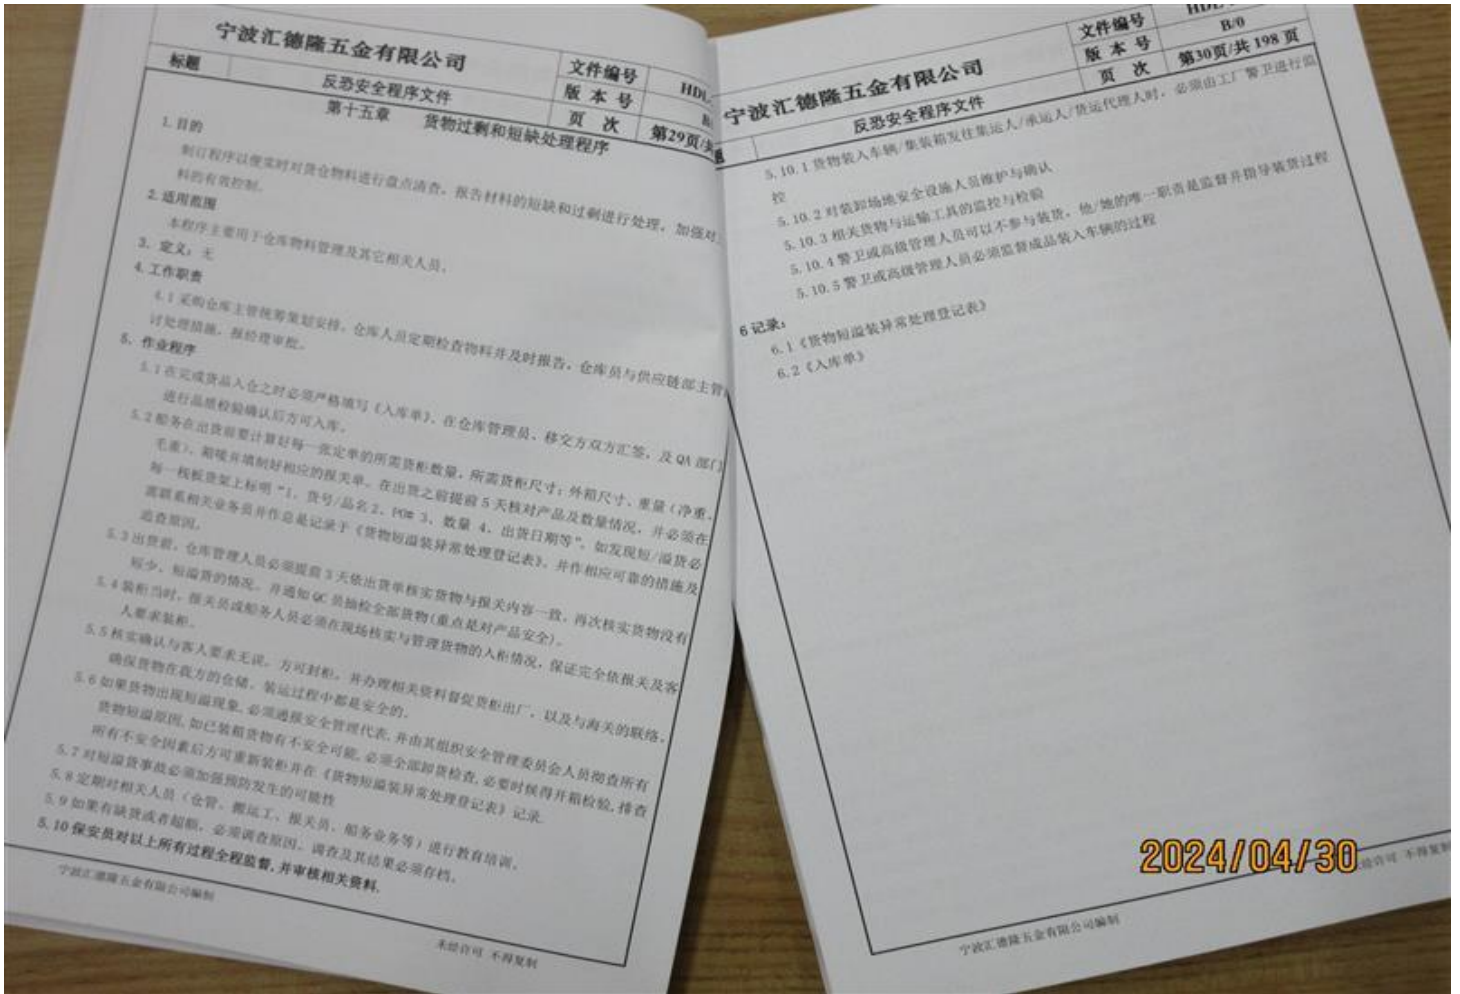 宁波汇德隆五金有限公司
文件编号
HDL
标题
反恐安全程序文件
版 本 号
页 次
第29页/共
第十五章 货物过剩和短缺处理程序
1.目的
制订程序以便实时对货仓物料进行盘点清查，报告材料的短缺和过剩进行处理，加强对
料的有效控制。
2.适用范围
本程序主要用于仓库物料管理及其它相关人员。
3. 定义：无
4.工作职责
4.1采购仓库主管统筹策划安排，仓库人员定期检查物料并及时报告，仓库员与供应链部主管
讨处理措施，报经理审批。
5. 作业程序
5.1在完成货品入仓之时必须严格填写《入库单》，在仓库管理员、移交方双方汇签，及QA部门
进行品质检验确认后方可入库。
5.2船务在出货前要计算好每一张定单的所需货柜数量，所需货柜尺寸；外箱尺寸、重量（净重、
毛重）、箱唛并填制好相应的报关单。在出货之前提前5天核对产品及数量情况，并必须在
每一栈板货架上标明“1、货号/品名 2、PO# 3、数量 4、出货日期等”，如发现短/溢货必
需联系相关业务员并作总是记录于《货物短溢装异常处理登记表》，并作相应可靠的措施及
追查原因。
5.3出货前，仓库管理人员必须提前3天依出货单核实货物与报关内容一致，再次核实货物没有
短少、短溢货的情况。并通知QC员抽检全部货物(重点是对产品安全)。
5.4装柜当时，报关员或船务人员必须在现场核实与管理货物的入柜情况，保证完全依报关及客
人要求装柜。
5.5核实确认与客人要求无误，方可封柜。并办理相关资料督促货柜出厂，以及与海关的联络，
确保货物在我方的仓储、装运过程中都是安全的。
5.6如果货物出现短溢现象,必须通报安全管理代表,并由其组织安全管理委员会人员彻查所有
货物短溢原因,如已装箱货物有不安全可能,必须全部卸货检查,必要时候得开箱检验,排查
所有不安全因素后方可重新装柜并在《货物短溢装异常处理登记表》记录.
5.7对短溢货事故必须加强预防发生的可能性
5.8定期对相关人员（仓管、搬运工、报关员、船务业务等）进行教育培训。
5.9如果有缺货或者超额，必须调查原因，调查及其结果必须存档。
5.10保安员对以上所有过程全程监督,并审核相关资料.
宁波汇德隆五金有限公司编制
未经许可 不得复制
宁波汇德隆五金有限公司
文件编号
HDL
题
反恐安全程序文件
版 本 号
B/0
页 次
第30页/共 198 页
5.10.1货物装入车辆/集装箱发往集运人/承运人/货运代理人时，必须由工厂警卫进行监
控
5.10.2对装卸场地安全设施人员维护与确认
5.10.3相关货物与运输工具的监控与检验
5.10.4警卫或高级管理人员可以不参与装货，他/她的唯一职责是监督并指导装货过程
5.10.5警卫或高级管理人员必须监督成品装入车辆的过程
6记录：
6.1《货物短溢装异常处理登记表》
6.2《入库单》
2024/04/30
宁波汇德隆五金有限公司编制
经许可 不得复制